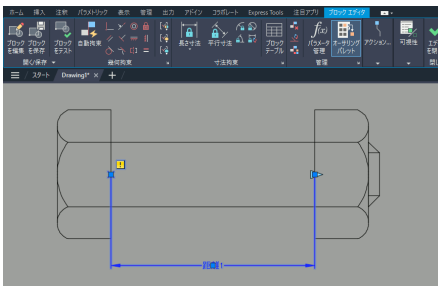 ホーム 挿入 注釈 パラメトリック 表示 管理 出力 アドイン コラボレート Express Tools 注目アプリ ブロック エディタ
ブロックを編集 ブロックを保存 ブロックをテスト 自動拘束 長さ寸法 平行寸法 ブロックテーブル f(x) パラメータ管理 オーサリングパレット アクション... 可視性
開く/保存 幾何拘束 寸法拘束 管理
スタート Drawing1* × +
距離1